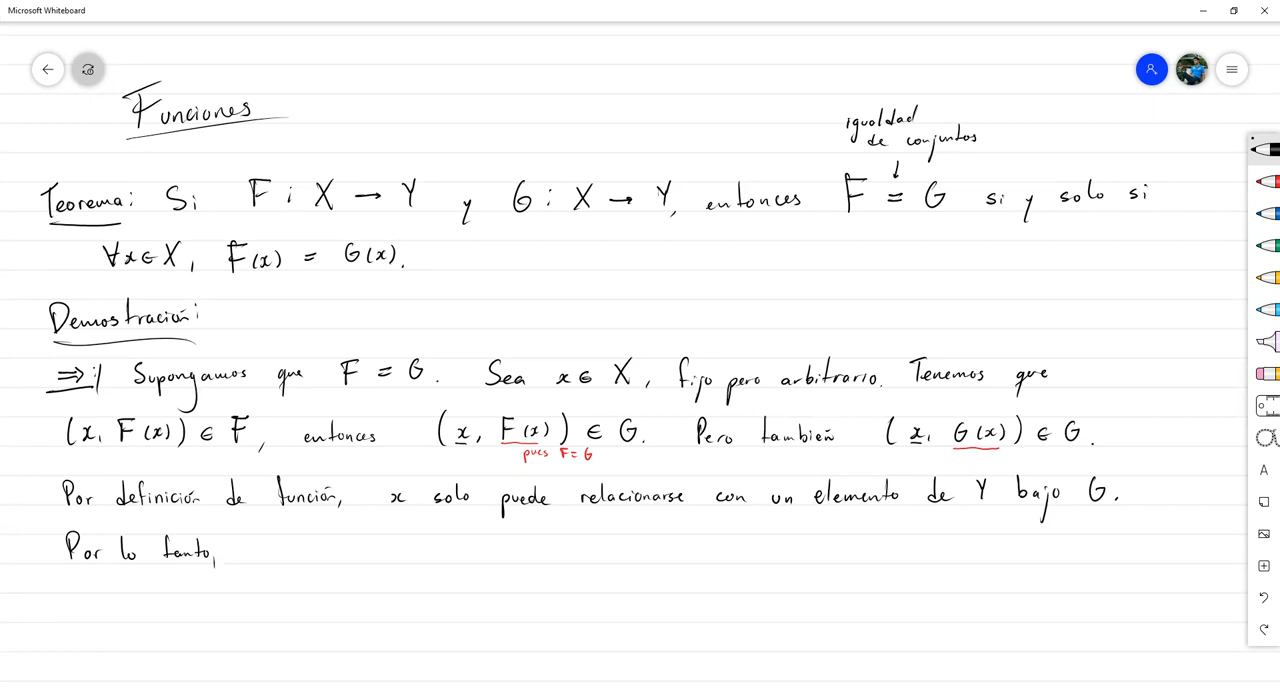 Microsoft Whiteboard
Funciones
igualdad
de conjuntos
↓
Teorema: Si F : X → Y y G : X → Y, entonces F = G si y solo si
∀x∈X, F(x) = G(x).
Demostración:
⇒:| Supongamos que F = G. Sea x ∈ X, fijo pero arbitrario. Tenemos que
(x, F(x)) ∈ F, entonces (x, F(x)) ∈ G. Pero también (x, G(x)) ∈ G.
pues F = G
Por definición de función, x solo puede relacionarse con un elemento de Y bajo G.
Por lo tanto,
A